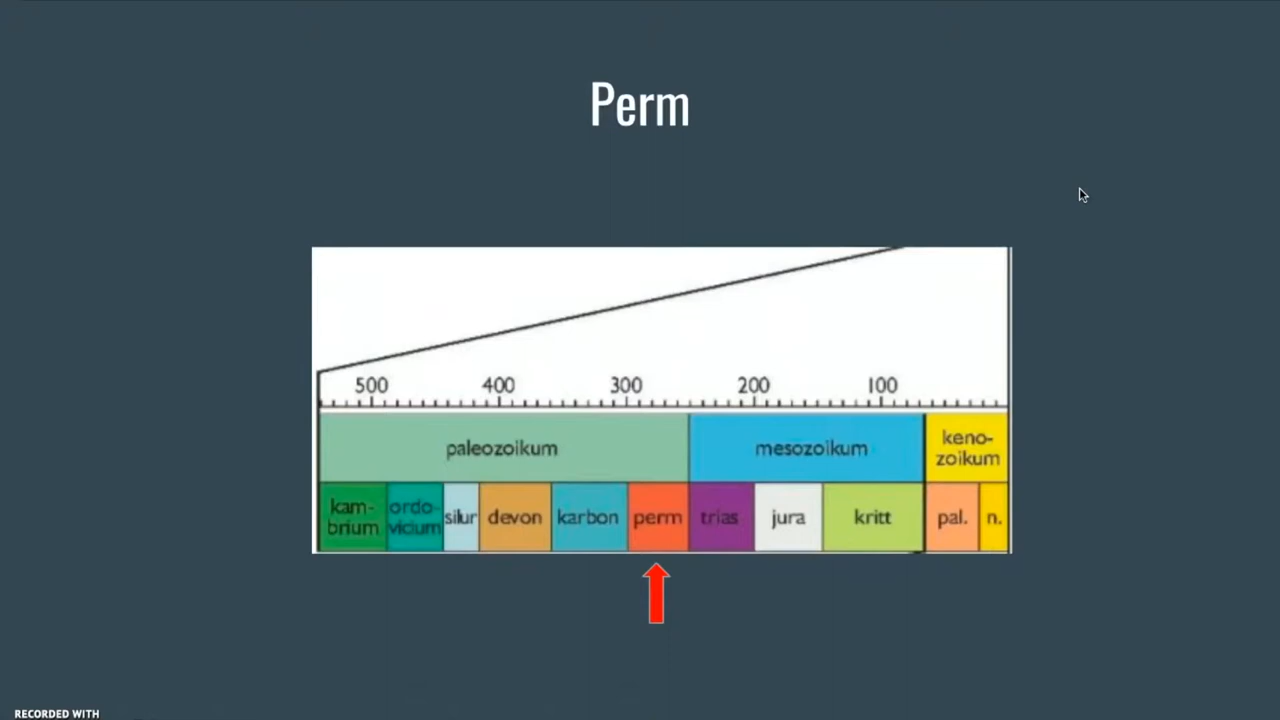 Perm
500 400 300 200 100
paleozoikum mesozoikum keno-
zoikum
kam-
brium ordo-
vicium silur devon karbon perm trias jura kritt pal. n.
RECORDED WITH